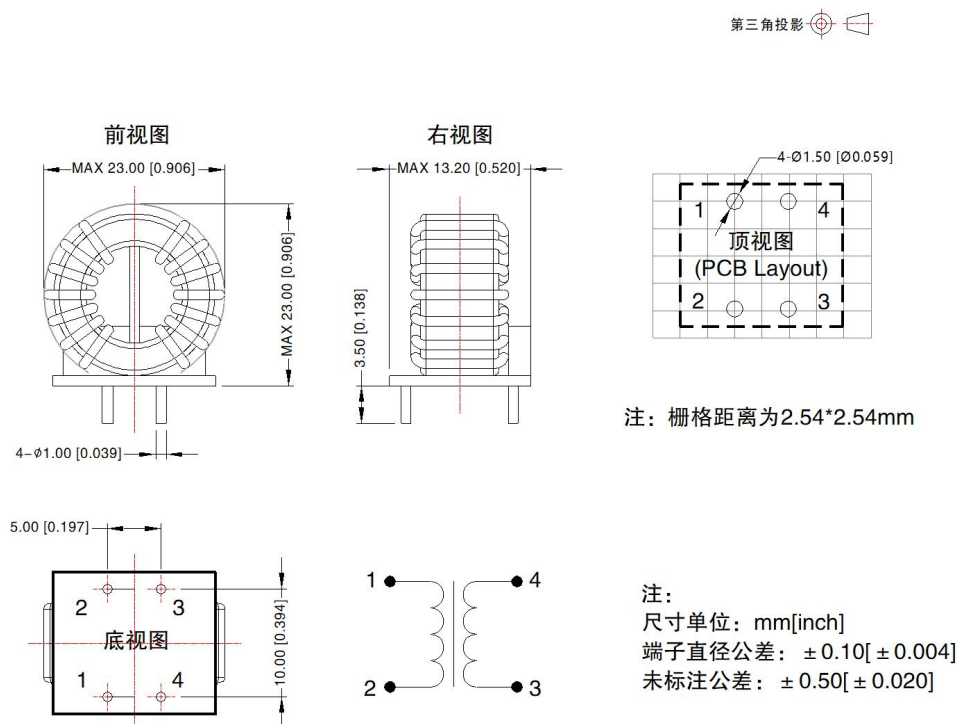 第三角投影
前视图
右视图
MAX 23.00 [0.906]
MAX 13.20 [0.520]
4-Ø1.50 [Ø0.059]
1
4
顶视图
(PCB Layout)
2
3
MAX 23.00 [0.906]
3.50 [0.138]
注：栅格距离为2.54*2.54mm
4-ø1.00 [0.039]
5.00 [0.197]
2
3
底视图
1
4
10.00 [0.394]
1
4
2
3
注：
尺寸单位：mm[inch]
端子直径公差：±0.10[±0.004]
未标注公差：±0.50[±0.020]